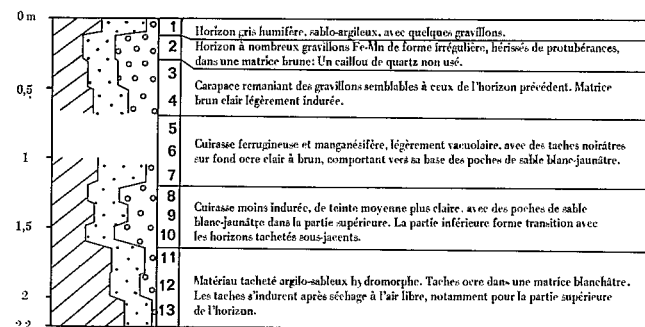 0 m
1 Horizon gris humifère, sablo-argileux, avec quelques gravillons.
2 Horizon à nombreux gravillons Fe-Mn de forme irrégulière, hérissés de protubérances,
dans une matrice brune: Un caillou de quartz non usé.
3
Carapace remaniant des gravillons semblables à ceux de l'horizon précédent. Matrice
0,5
4 brun clair légèrement indurée.
5
Cuirasse ferrugineuse et manganésifère, légèrement vacuolaire, avec des taches noirâtres
6
1 sur fond ocre clair à brun, comportant vers sa base des poches de sable blanc-jaunâtre.
7
8 Cuirasse moins indurée, de teinte moyenne plus claire, avec des poches de sable
9 blanc-jaunâtre dans la partie supérieure. La partie inférieure forme transition avec
1,5
10 les horizons tachetés sous-jacents.
11
Matériau tacheté argilo-sableux hydromorphe. Taches ocre dans une matrice blanchâtre.
12
2 Les taches s'indurent après séchage à l'air libre, notamment pour la partie supérieure
13 de l'horizon.
2.2